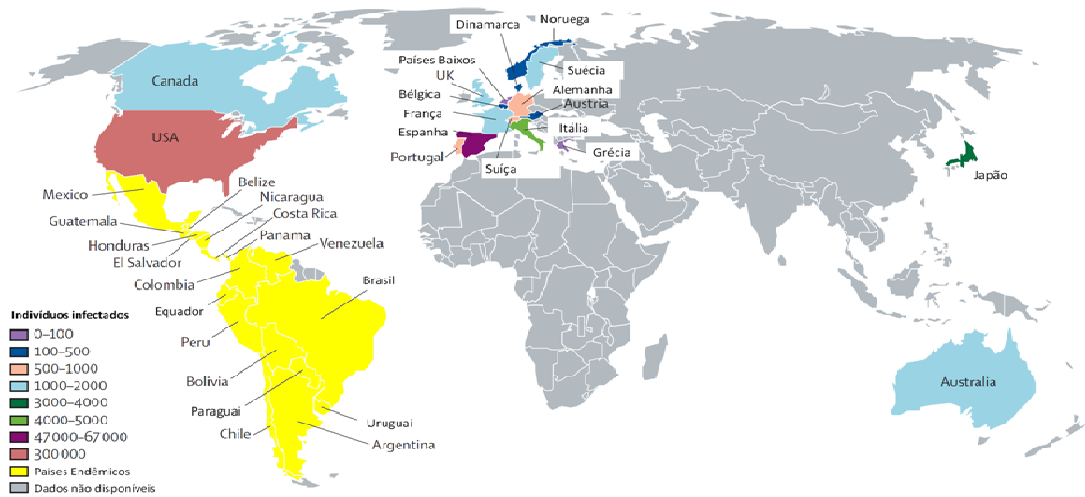 Noruega
Dinamarca
Países Baixos
UK
Suécia
Canada
Bélgica
Alemanha
Austria
França
USA
Espanha
Itália
Grécia
Portugal
Suíça
Japão
Mexico
Belize
Nicaragua
Guatemala
Costa Rica
Honduras
Panama
El Salvador
Venezuela
Colombia
Brasil
Equador
Peru
Bolivia
Paraguai
Chile
Uruguai
Argentina
Australia
Indivíduos infectados
0–100
100–500
500–1000
1000–2000
3000–4000
4000–5000
47000–67000
300000
Países Endêmicos
Dados não disponíveis